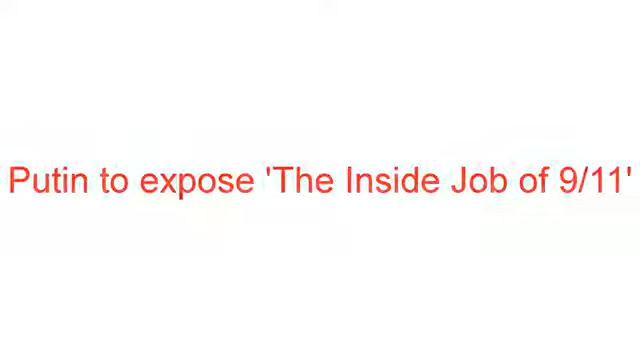 Putin to expose 'The Inside Job of 9/11'